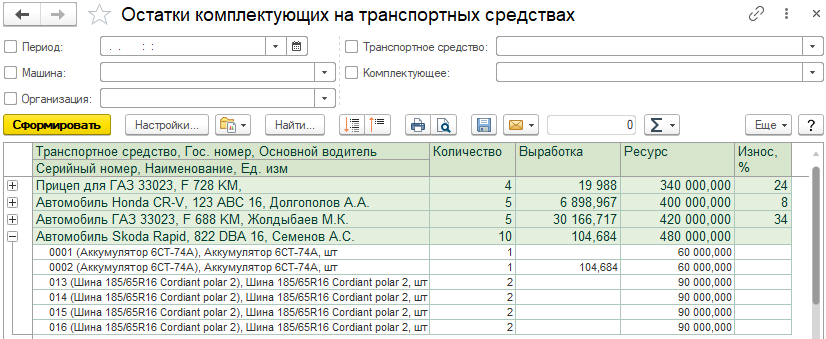 Остатки комплектующих на транспортных средствах
Период: . . : : Транспортное средство:
Машина: Комплектующее:
Организация:
Сформировать Настройки... Найти... 0 Σ Еще ?
Транспортное средство, Гос. номер, Основной водитель Количество Выработка Ресурс Износ, %
Серийный номер, Наименование, Ед. изм
Прицеп для ГАЗ 33023, F 728 KM, 4 19 988 340 000,000 24
Автомобиль Honda CR-V, 123 ABC 16, Долгополов А.А. 5 6 898,967 400 000,000 8
Автомобиль ГАЗ 33023, F 688 KM, Жолдыбаев М.К. 5 30 166,717 420 000,000 34
Автомобиль Skoda Rapid, 822 DBA 16, Семенов А.С. 10 104,684 480 000,000
0001 (Аккумулятор 6СТ-74А), Аккумулятор 6СТ-74А, шт 1 60 000,000
0002 (Аккумулятор 6СТ-74А), Аккумулятор 6СТ-74А, шт 1 104,684 60 000,000
013 (Шина 185/65R16 Cordiant polar 2), Шина 185/65R16 Cordiant polar 2, шт 2 90 000,000
014 (Шина 185/65R16 Cordiant polar 2), Шина 185/65R16 Cordiant polar 2, шт 2 90 000,000
015 (Шина 185/65R16 Cordiant polar 2), Шина 185/65R16 Cordiant polar 2, шт 2 90 000,000
016 (Шина 185/65R16 Cordiant polar 2), Шина 185/65R16 Cordiant polar 2, шт 2 90 000,000